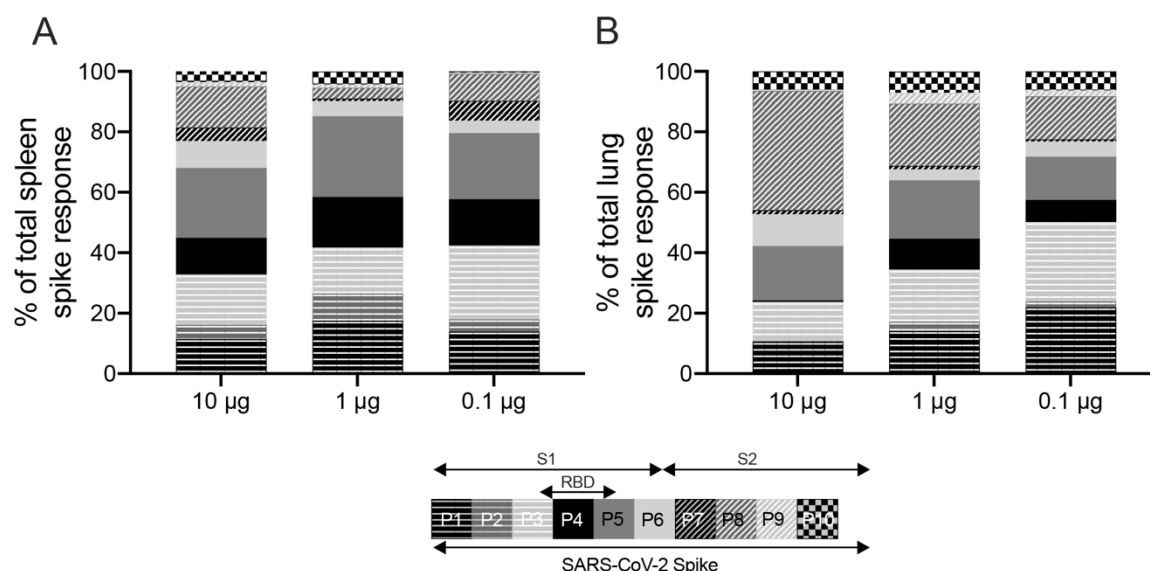 A
% of total spleen
spike response
100
80
60
40
20
0
10 µg
1 µg
0.1 µg
B
% of total lung
spike response
100
80
60
40
20
0
10 µg
1 µg
0.1 µg
S1
S2
RBD
P1 P2 P3 P4 P5 P6 P7 P8 P9 P10
SARS-CoV-2 Spike